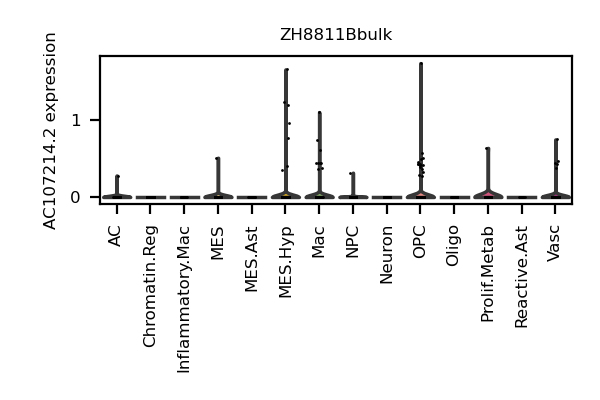 ZH8811Bbulk
AC107214.2 expression
1
0
AC
Chromatin.Reg
Inflammatory.Mac
MES
MES.Ast
MES.Hyp
Mac
NPC
Neuron
OPC
Oligo
Prolif.Metab
Reactive.Ast
Vasc